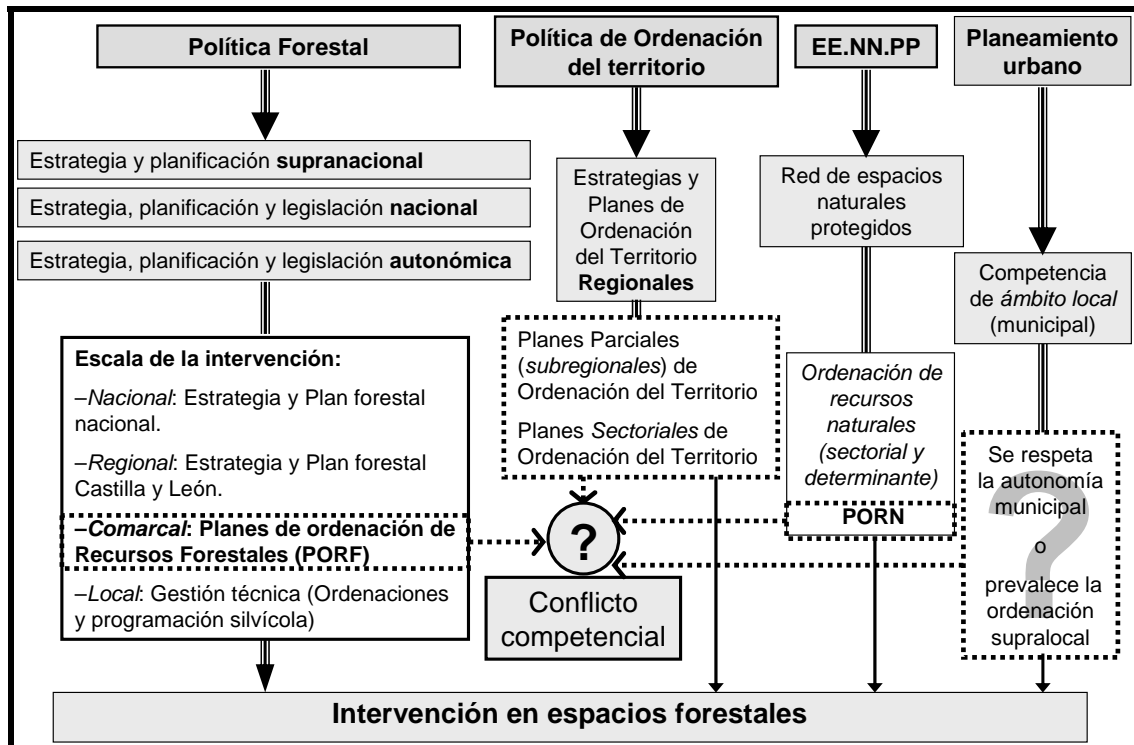 Política Forestal
Estrategia y planificación supranacional
Estrategia, planificación y legislación nacional
Estrategia, planificación y legislación autonómica
Escala de la intervención:
–Nacional: Estrategia y Plan forestal
nacional.
–Regional: Estrategia y Plan forestal
Castilla y León.
–Comarcal: Planes de ordenación de
Recursos Forestales (PORF)
–Local: Gestión técnica (Ordenaciones
y programación silvícola)
Política de Ordenación
del territorio
Estrategias y
Planes de
Ordenación
del Territorio
Regionales
Planes Parciales
(subregionales) de
Ordenación del Territorio
Planes Sectoriales de
Ordenación del Territorio
?
Conflicto
competencial
EE.NN.PP
Red de espacios
naturales
protegidos
Ordenación de
recursos
naturales
(sectorial y
determinante)
PORN
Planeamiento
urbano
Competencia
de ámbito local
(municipal)
?
Se respeta
la autonomía
municipal
o
prevalece la
ordenación
supralocal
Intervención en espacios forestales